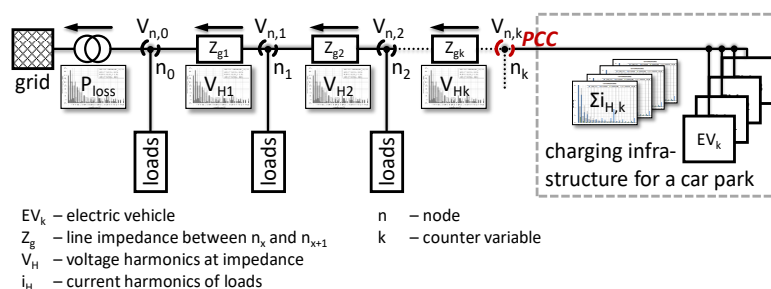 V_n,0 V_n,1 V_n,2 V_n,k
PCC
Z_g1 Z_g2 Z_gk
grid n_0 n_1 n_2 n_k
P_loss V_H1 V_H2 V_Hk Σi_H,k
EV_k
loads loads loads
charging infra-
structure for a car park
EV_k – electric vehicle
Z_g – line impedance between n_x and n_x+1
V_H – voltage harmonics at impedance
i_H – current harmonics of loads
n – node
k – counter variable